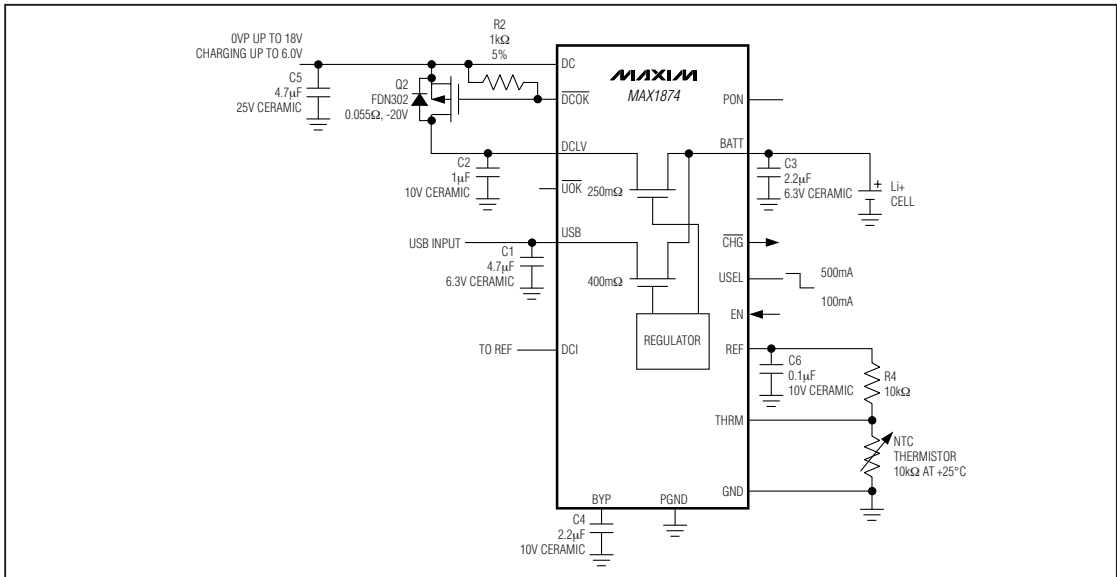 0VP UP TO 18V
CHARGING UP TO 6.0V
C5
4.7µF
25V CERAMIC
Q2
FDN302
0.055Ω, -20V
R2
1kΩ
5%
C2
1µF
10V CERAMIC
USB INPUT
C1
4.7µF
6.3V CERAMIC
TO REF
DC
DCOK
DCLV
UOK
USB
DCI
MAXIM
MAX1874
250mΩ
400mΩ
REGULATOR
PON
BATT
CHG
USEL
EN
REF
THRM
GND
BYP
PGND
C4
2.2µF
10V CERAMIC
C3
2.2µF
6.3V CERAMIC
+
Li+
CELL
500mA
100mA
C6
0.1µF
10V CERAMIC
R4
10kΩ
NTC
THERMISTOR
10kΩ AT +25°C